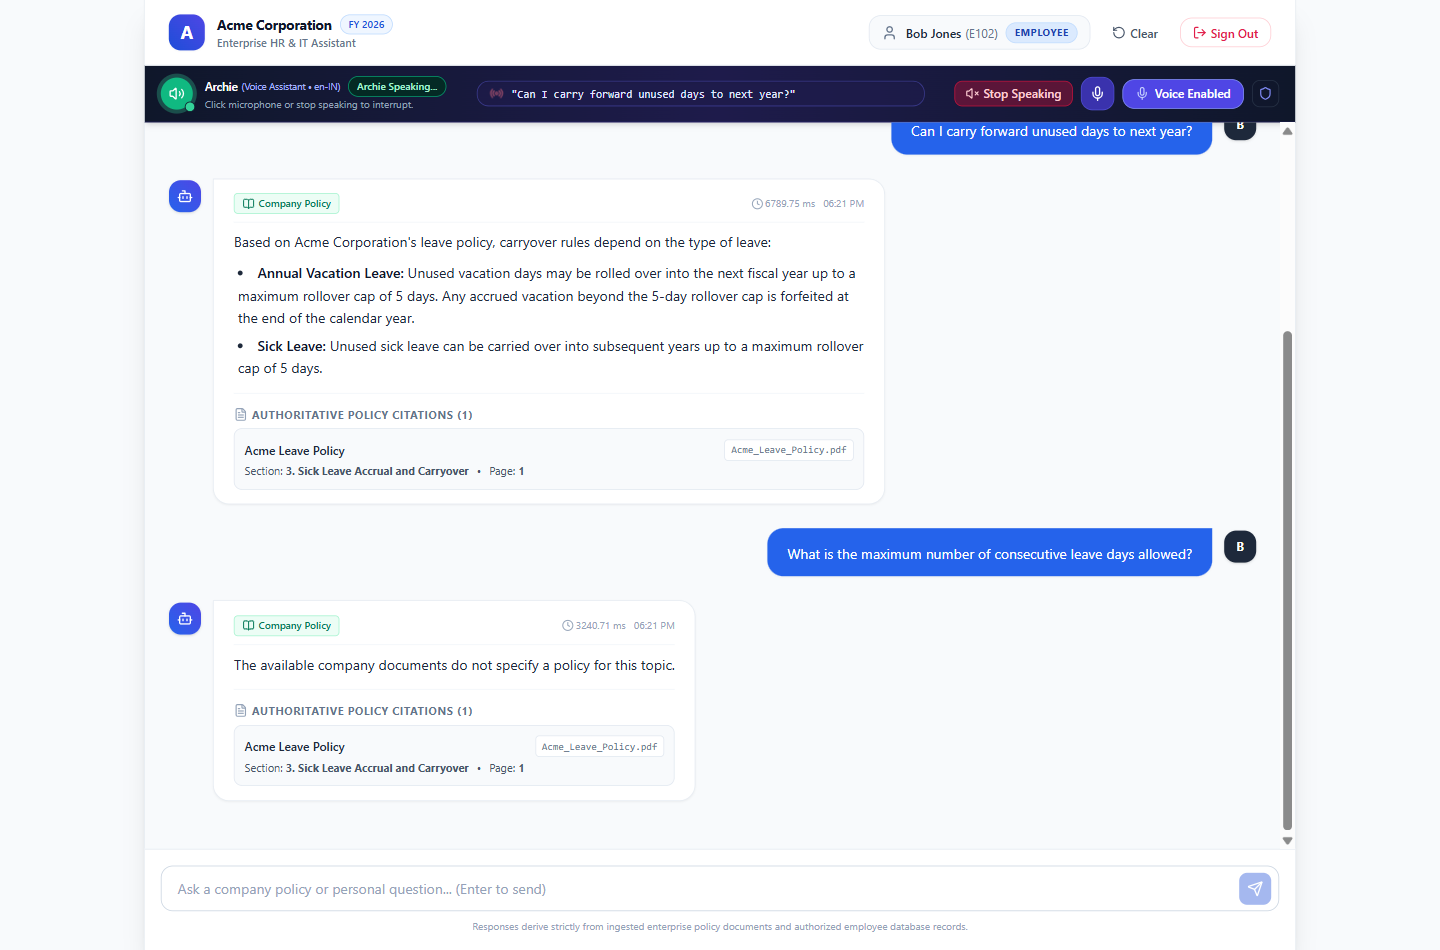 A
Acme Corporation
FY 2026
Enterprise HR & IT Assistant
Bob Jones (E102)
EMPLOYEE
Clear
Sign Out
Archie (Voice Assistant • en-IN)
Archie Speaking...
Click microphone or stop speaking to interrupt.
"Can I carry forward unused days to next year?"
Stop Speaking
Voice Enabled
Can I carry forward unused days to next year?
B
Company Policy
6789.75 ms 06:21 PM
Based on Acme Corporation's leave policy, carryover rules depend on the type of leave:
• Annual Vacation Leave: Unused vacation days may be rolled over into the next fiscal year up to a
maximum rollover cap of 5 days. Any accrued vacation beyond the 5-day rollover cap is forfeited at
the end of the calendar year.
• Sick Leave: Unused sick leave can be carried over into subsequent years up to a maximum rollover
cap of 5 days.
AUTHORITATIVE POLICY CITATIONS (1)
Acme Leave Policy
Acme_Leave_Policy.pdf
Section: 3. Sick Leave Accrual and Carryover • Page: 1
What is the maximum number of consecutive leave days allowed?
B
Company Policy
3240.71 ms 06:21 PM
The available company documents do not specify a policy for this topic.
AUTHORITATIVE POLICY CITATIONS (1)
Acme Leave Policy
Acme_Leave_Policy.pdf
Section: 3. Sick Leave Accrual and Carryover • Page: 1
Ask a company policy or personal question... (Enter to send)
Responses derive strictly from ingested enterprise policy documents and authorized employee database records.